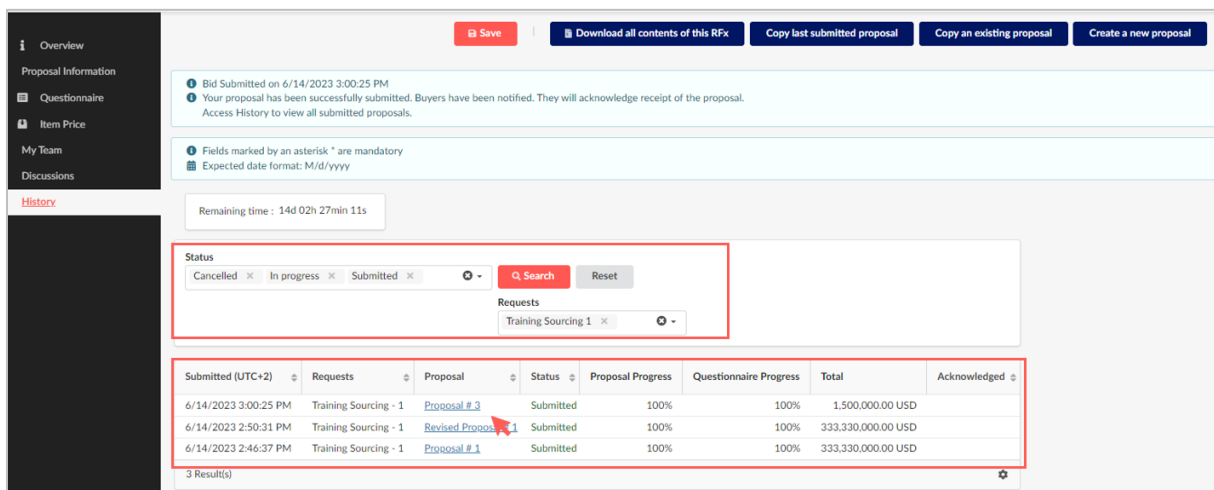 Save
Download all contents of this RFx
Copy last submitted proposal
Copy an existing proposal
Create a new proposal
i Overview
Proposal Information
Questionnaire
Item Price
My Team
Discussions
History
Bid Submitted on 6/14/2023 3:00:25 PM
Your proposal has been successfully submitted. Buyers have been notified. They will acknowledge receipt of the proposal.
Access History to view all submitted proposals.
Fields marked by an asterisk * are mandatory
Expected date format: M/d/yyyy
Remaining time : 14d 02h 27min 11s
Status
Cancelled × In progress × Submitted ×
Search
Reset
Requests
Training Sourcing 1 ×
Submitted (UTC+2) Requests Proposal Status Proposal Progress Questionnaire Progress Total Acknowledged
6/14/2023 3:00:25 PM Training Sourcing - 1 Proposal # 3 Submitted 100% 100% 1,500,000.00 USD
6/14/2023 2:50:31 PM Training Sourcing - 1 Revised 1 Submitted 100% 100% 333,330,000.00 USD
6/14/2023 2:46:37 PM Training Sourcing - 1 Proposal # 1 Submitted 100% 100% 333,330,000.00 USD
3 Result(s)